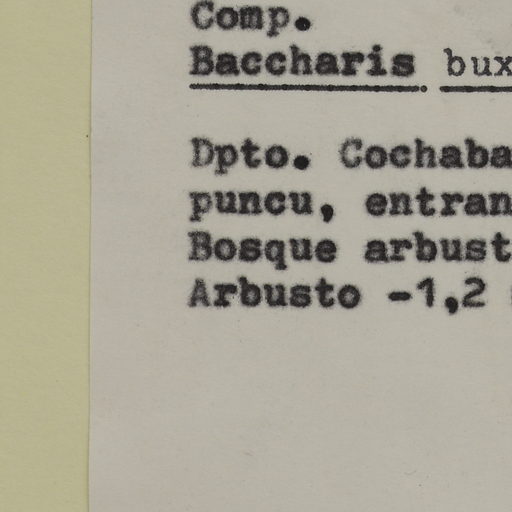 Comp.
Baccharis bux
Dpto. Cochaba
puncu, entran
Bosque arbust
Arbusto -1,2